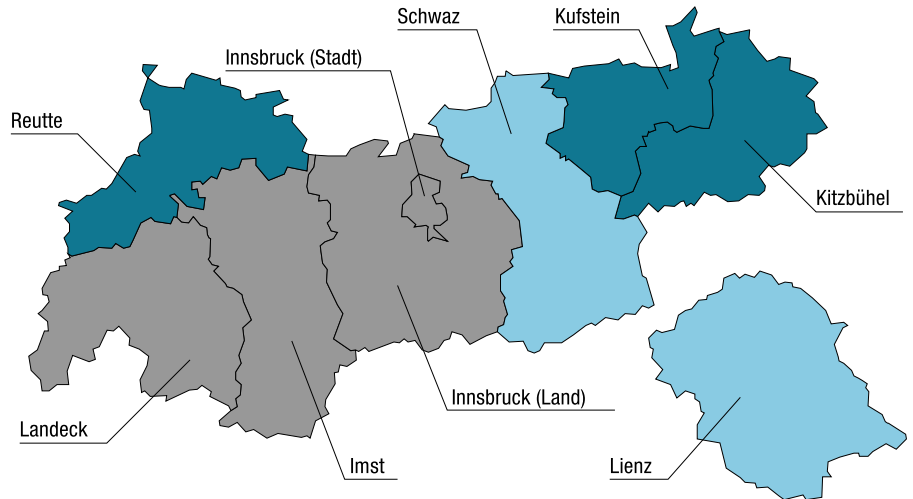 Schwaz
Kufstein
Innsbruck (Stadt)
Reutte
Kitzbühel
Innsbruck (Land)
Landeck
Imst
Lienz